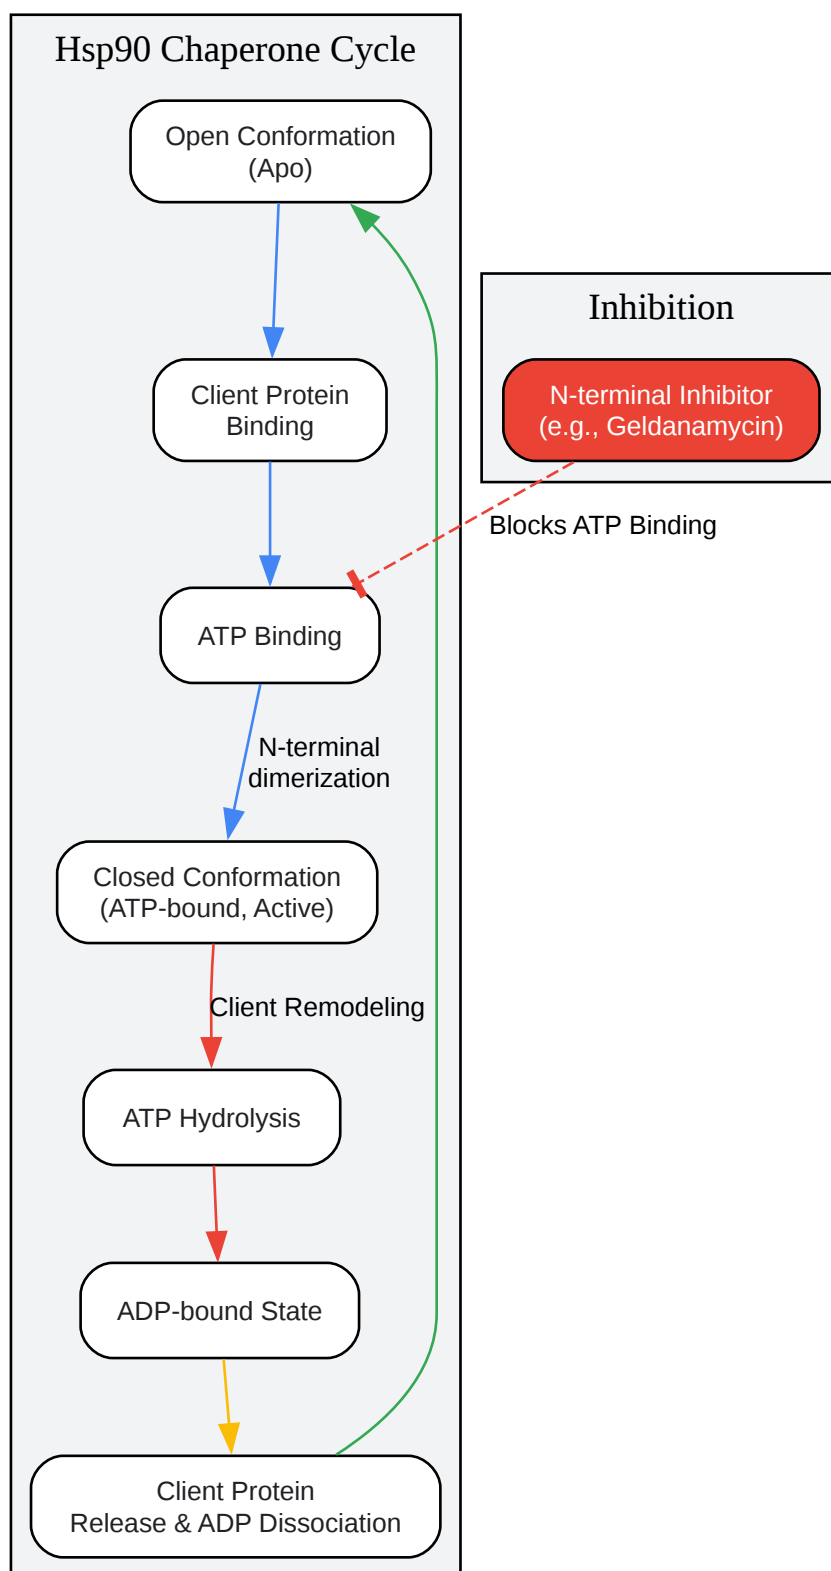 Hsp90 Chaperone Cycle
Open Conformation
(Apo)
Inhibition
Client Protein
Binding
N-terminal Inhibitor
(e.g., Geldanamycin)
Blocks ATP Binding
ATP Binding
N-terminal
dimerization
Closed Conformation
(ATP-bound, Active)
Client Remodeling
ATP Hydrolysis
ADP-bound State
Client Protein
Release & ADP Dissociation